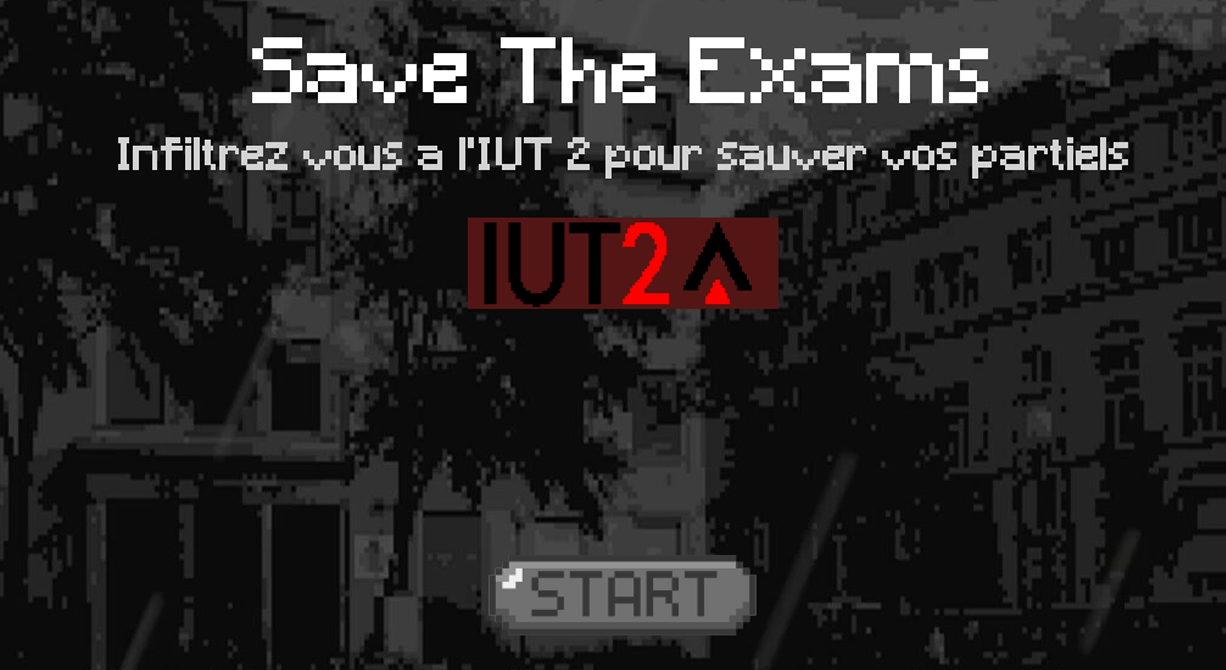 Save The Exams
Infiltrez vous a l'IUT 2 pour sauver vos partiels
IUT2
START